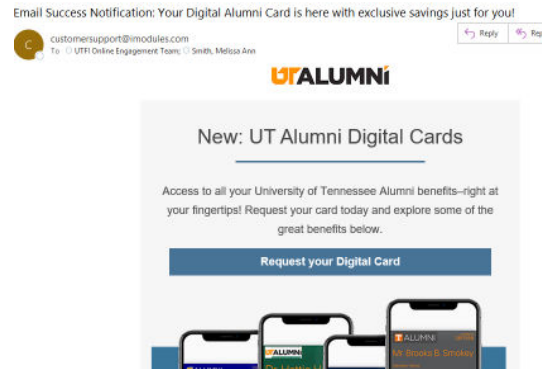 Email Success Notification: Your Digital Alumni Card is here with exclusive savings just for you!
C
customersupport@imodules.com
Reply
To UTFI Online Engagement Team; Smith, Melissa Ann
UTALUMNI
New: UT Alumni Digital Cards
Access to all your University of Tennessee Alumni benefits–right at
your fingertips! Request your card today and explore some of the
great benefits below.
Request your Digital Card
ALUMNI
Mr Brooks B. Smokey
ALUMNI